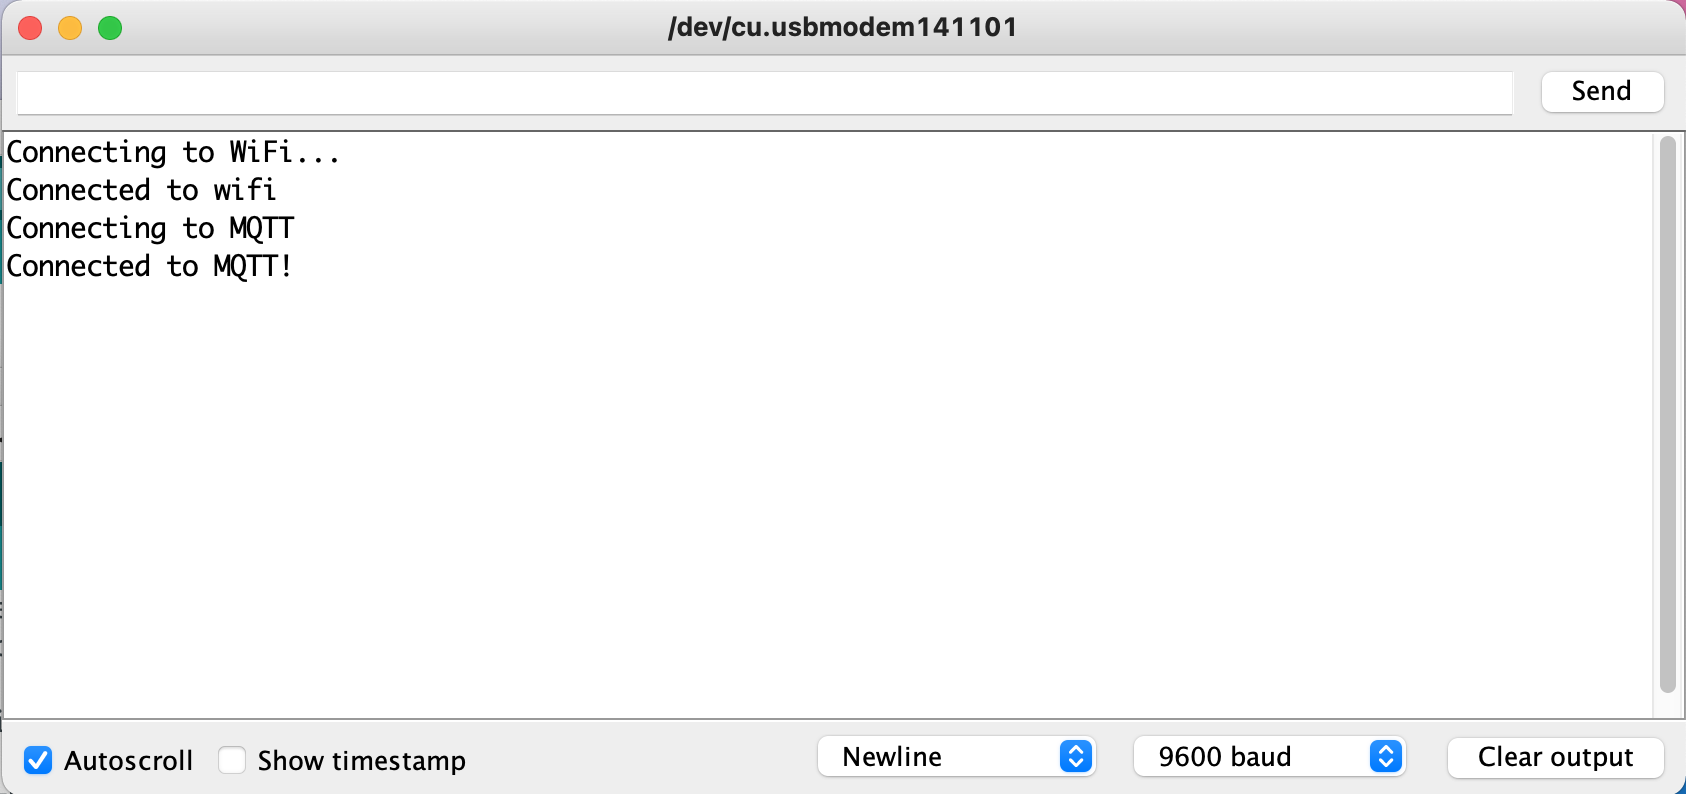 /dev/cu.usbmodem141101
Send
Connecting to WiFi...
Connected to wifi
Connecting to MQTT
Connected to MQTT!
Autoscroll
Show timestamp
Newline
9600 baud
Clear output